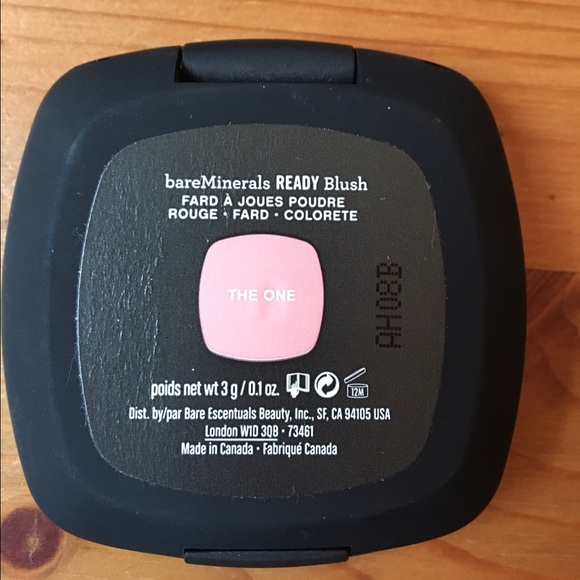 bareMinerals READY Blush
FARD À JOUES POUDRE
ROUGE · FARD · COLORETE
THE ONE
AH08B
poids net wt 3 g / 0.1 oz.
12M
Dist. by/par Bare Escentuals Beauty, Inc., SF, CA 94105 USA
London W1D 3QB · 73461
Made in Canada · Fabriqué Canada